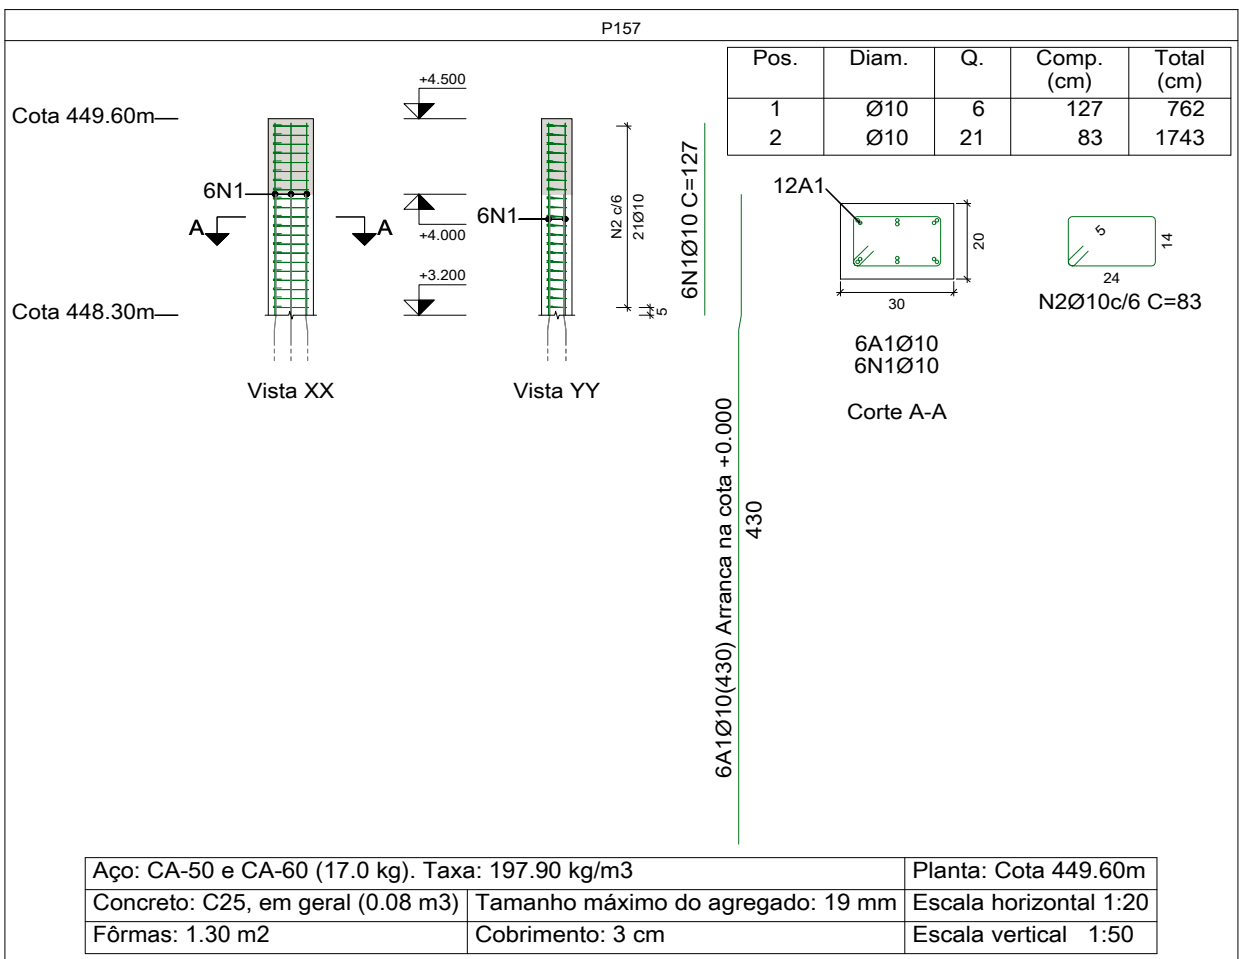 P157
Pos. Diam. Q. Comp. (cm) Total (cm)
1 Ø10 6 127 762
2 Ø10 21 83 1743
Cota 449.60m
+4.500
6N1
A A
+4.000
+3.200
Cota 448.30m
Vista XX
6N1
N2 c/6
21Ø10
5
Vista YY
6N1Ø10 C=127
6A1Ø10(430) Arranca na cota +0.000
430
12A1
20
30
6A1Ø10
6N1Ø10
Corte A-A
5
14
24
N2Ø10c/6 C=83
Aço: CA-50 e CA-60 (17.0 kg). Taxa: 197.90 kg/m3 Planta: Cota 449.60m
Concreto: C25, em geral (0.08 m3) Tamanho máximo do agregado: 19 mm Escala horizontal 1:20
Fôrmas: 1.30 m2 Cobrimento: 3 cm Escala vertical 1:50